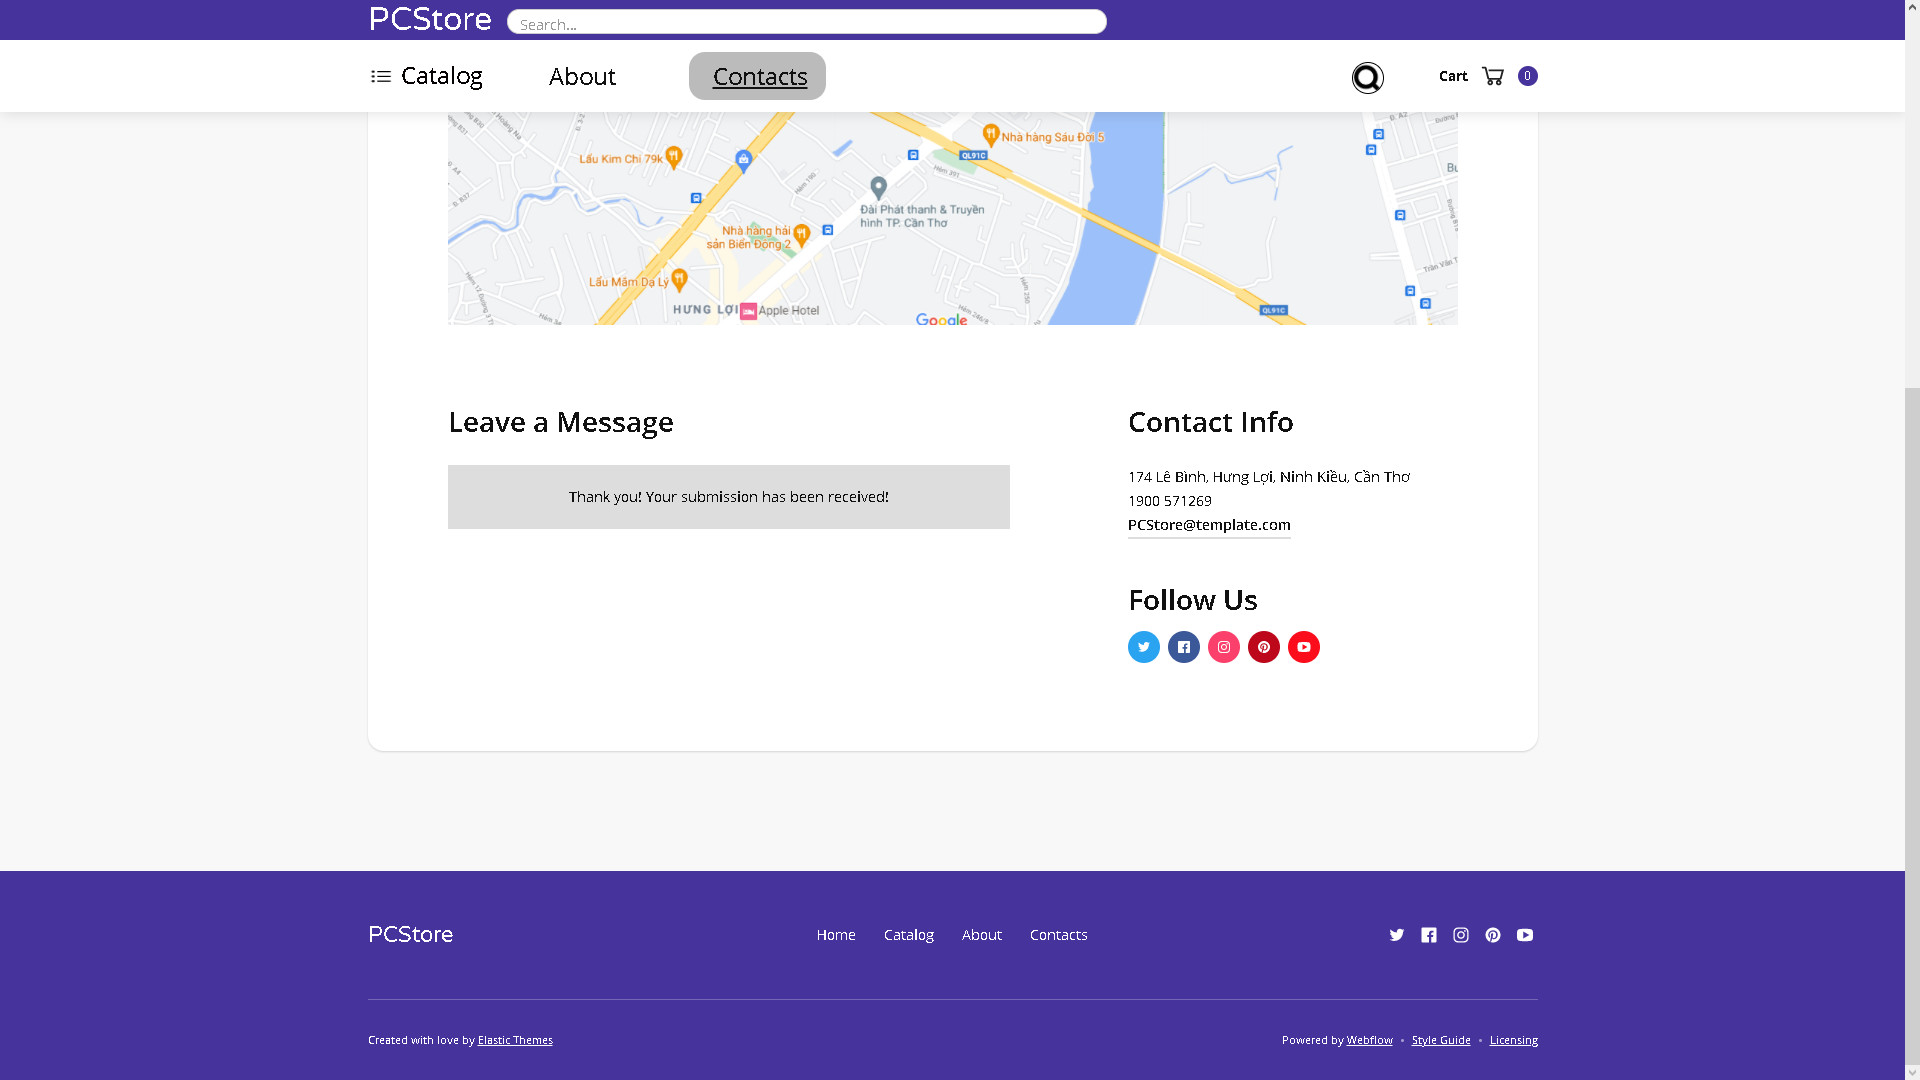 PCStore
Search...
Catalog
About
Contacts
Cart
0
Nhà hàng Sáu Đời 5
Lẩu Kim Chi 79k
QL91C
Hẻm 391
Hẻm 190
Đài Phát thanh & Truyền
hình TP. Cần Thơ
Nhà hàng hải
sản Biển Đông 2
Lẩu Mắm Dạ Lý
HƯNG LỢI
Apple Hotel
Google
QL91C
Leave a Message
Thank you! Your submission has been received!
Contact Info
174 Lê Bình, Hưng Lợi, Ninh Kiều, Cần Thơ
1900 571269
PCStore@template.com
Follow Us
PCStore
Home
Catalog
About
Contacts
Created with love by Elastic Themes
Powered by Webflow • Style Guide • Licensing